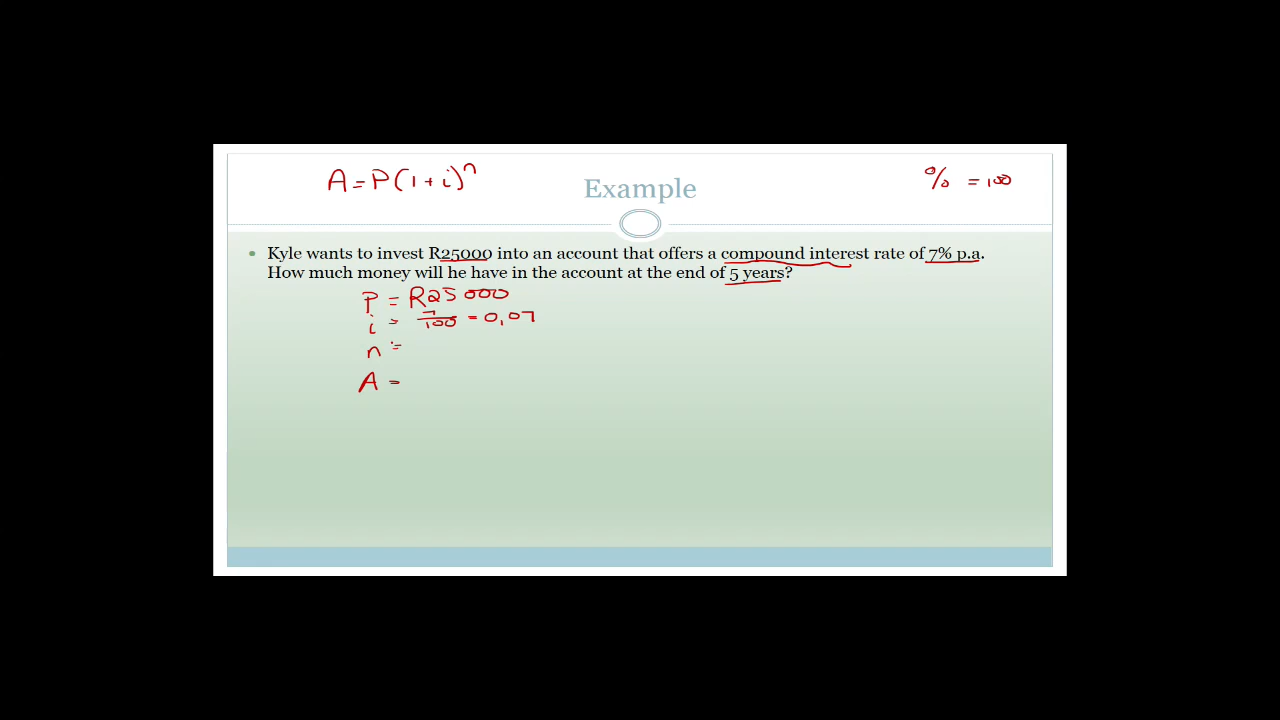 A=P(1+i)ⁿ
Example
% = 100
• Kyle wants to invest R25000 into an account that offers a compound interest rate of 7% p.a.
How much money will he have in the account at the end of 5 years?
P = R25 000
i = 7/100 = 0,07
n =
A =